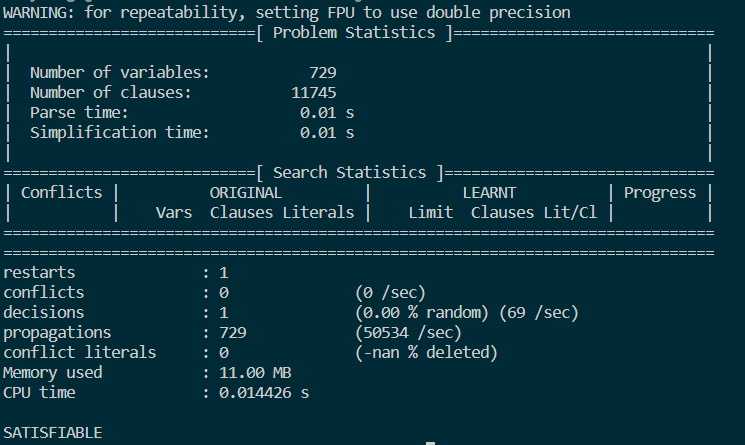 WARNING: for repeatability, setting FPU to use double precision
============================[ Problem Statistics ]=============================
|                                                                             |
|  Number of variables:           729                                         |
|  Number of clauses:           11745                                         |
|  Parse time:                   0.01 s                                       |
|  Simplification time:          0.01 s                                       |
|                                                                             |
============================[ Search Statistics ]==============================
| Conflicts |          ORIGINAL         |          LEARNT          | Progress |
|           |    Vars  Clauses Literals |    Limit  Clauses Lit/Cl |          |
===============================================================================
===============================================================================
restarts              : 1
conflicts             : 0              (0 /sec)
decisions             : 1              (0.00 % random) (69 /sec)
propagations          : 729            (50534 /sec)
conflict literals     : 0              (-nan % deleted)
Memory used           : 11.00 MB
CPU time              : 0.014426 s

SATISFIABLE